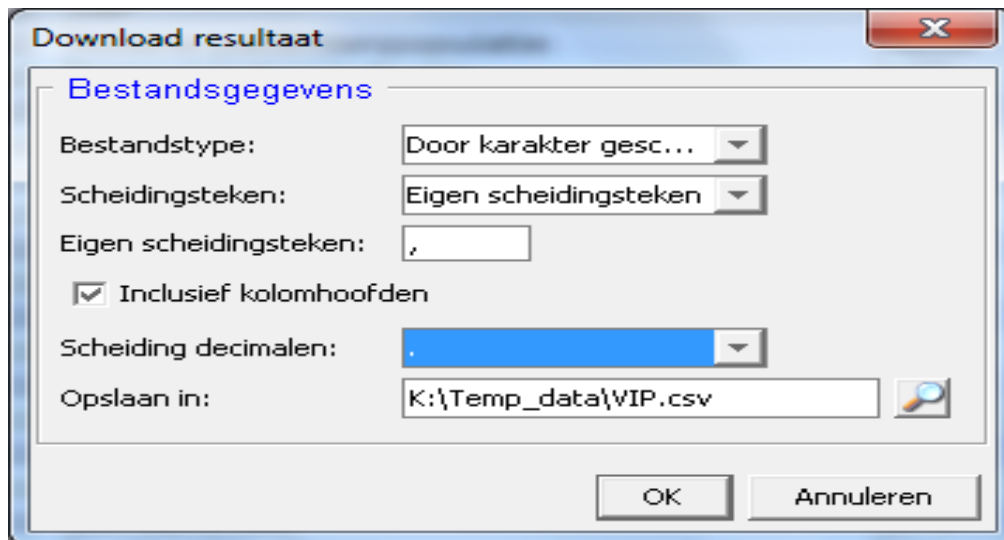 Download resultaat
Bestandsgegevens
Bestandstype: Door karakter gesc...
Scheidingsteken: Eigen scheidingsteken
Eigen scheidingsteken: ,
Inclusief kolomhoofden
Scheiding decimalen: .
Opslaan in: K:\Temp_data\VIP.csv
OK Annuleren